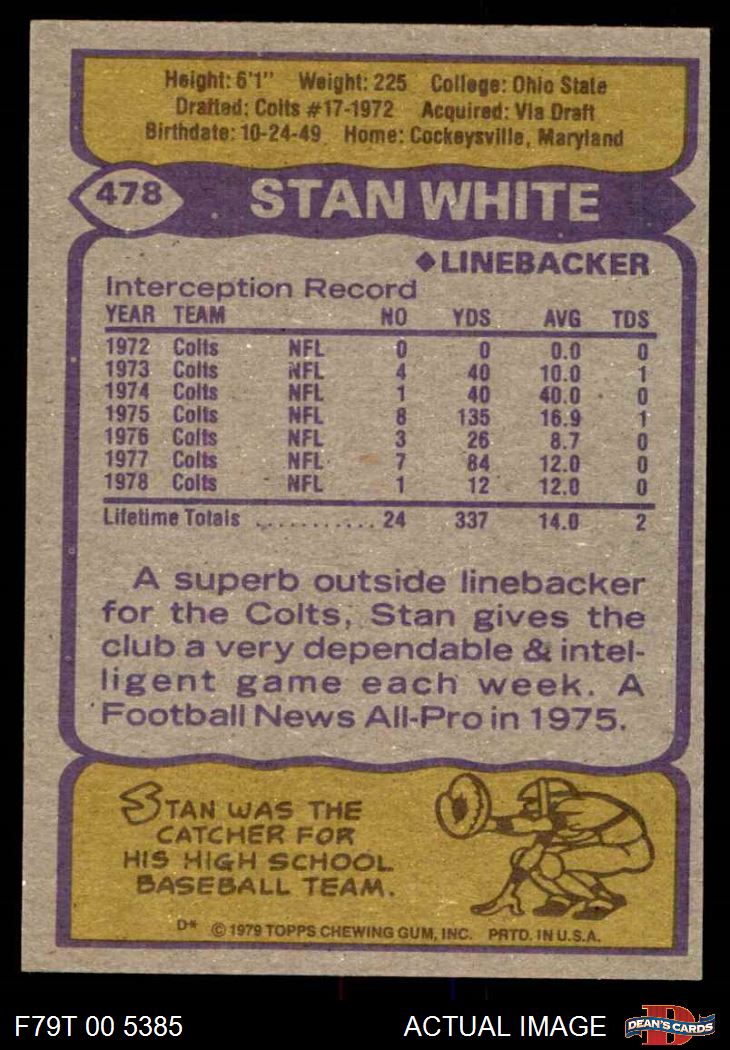 Height: 6'1" Weight: 225 College: Ohio State
Drafted: Colts #17-1972 Acquired: Via Draft
Birthdate: 10-24-49 Home: Cockeysville, Maryland
478 STAN WHITE
◆LINEBACKER
Interception Record
YEAR TEAM NO YDS AVG TDS
1972 Colts NFL 0 0 0.0 0
1973 Colts NFL 4 40 10.0 1
1974 Colts NFL 1 40 40.0 0
1975 Colts NFL 8 135 16.9 1
1976 Colts NFL 3 26 8.7 0
1977 Colts NFL 7 84 12.0 0
1978 Colts NFL 1 12 12.0 0
Lifetime Totals ........... 24 337 14.0 2
A superb outside linebacker
for the Colts, Stan gives the
club a very dependable & intel-
ligent game each week. A
Football News All-Pro in 1975.
STAN WAS THE
CATCHER FOR
HIS HIGH SCHOOL
BASEBALL TEAM.
D* © 1979 TOPPS CHEWING GUM, INC. PRTD. IN U.S.A.
F79T 00 5385 ACTUAL IMAGE D DEAN'S CARDS